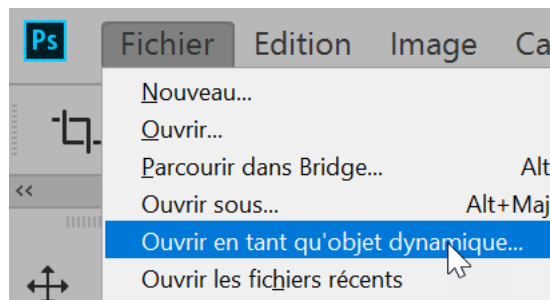 Ps Fichier Edition Image Ca
Nouveau...
Ouvrir...
Parcourir dans Bridge... Alt
Ouvrir sous... Alt+Maj
<<
Ouvrir en tant qu'objet dynamique...
Ouvrir les fichiers récents